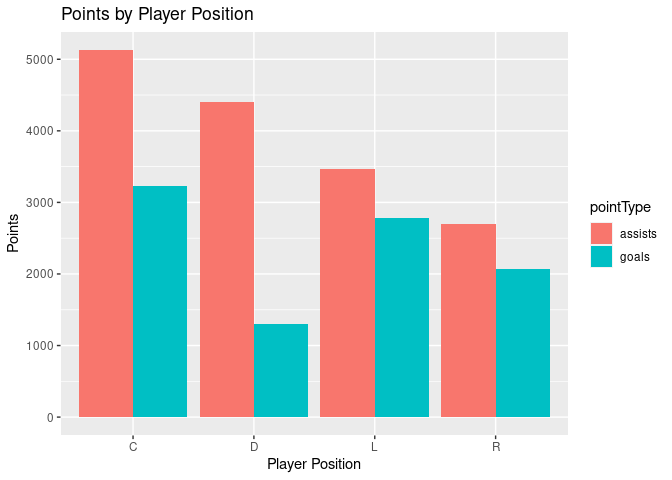 Points by Player Position
Points
5000
4000
3000
2000
1000
0
C D L R
Player Position
pointType
assists
goals